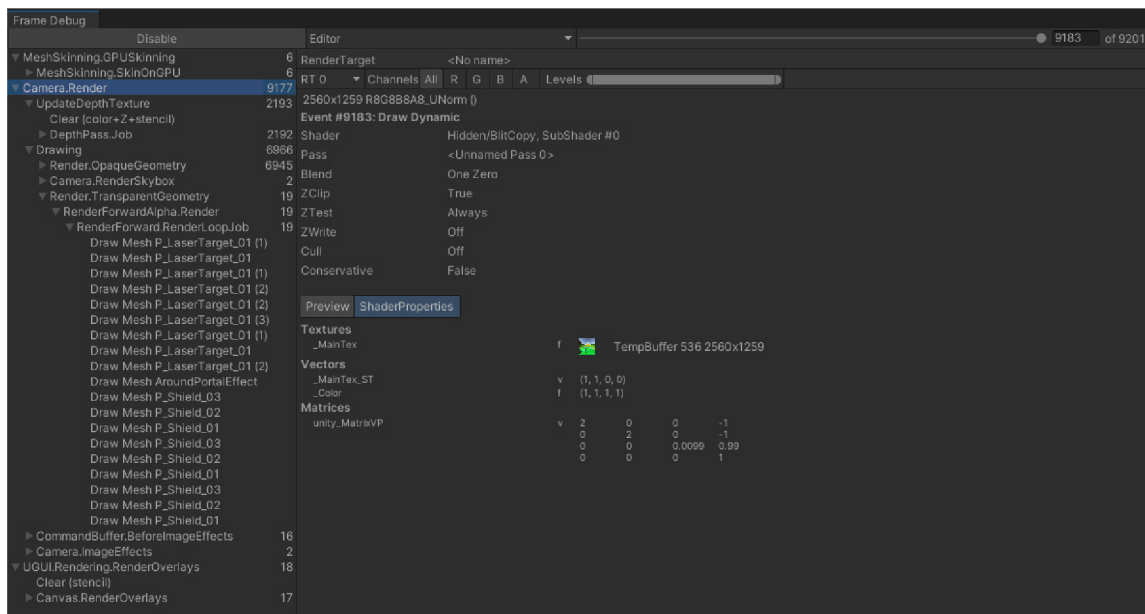 Frame Debug
Disable
Editor
9183 of 9201
MeshSkinning.GPUSkinning 6
MeshSkinning.SkinOnGPU 6
Camera.Render 9177
UpdateDepthTexture 2193
Clear (color+Z+stencil)
DepthPass.Job 2192
Drawing 6966
Render.OpaqueGeometry 6945
Camera.RenderSkybox 2
Render.TransparentGeometry 19
RenderForwardAlpha.Render 19
RenderForward.RenderLoopJob 19
Draw Mesh P_LaserTarget_01 (1)
Draw Mesh P_LaserTarget_01
Draw Mesh P_LaserTarget_01 (1)
Draw Mesh P_LaserTarget_01 (2)
Draw Mesh P_LaserTarget_01 (2)
Draw Mesh P_LaserTarget_01 (3)
Draw Mesh P_LaserTarget_01 (1)
Draw Mesh P_LaserTarget_01
Draw Mesh P_LaserTarget_01 (2)
Draw Mesh AroundPortalEffect
Draw Mesh P_Shield_03
Draw Mesh P_Shield_02
Draw Mesh P_Shield_01
Draw Mesh P_Shield_03
Draw Mesh P_Shield_02
Draw Mesh P_Shield_01
Draw Mesh P_Shield_03
Draw Mesh P_Shield_02
Draw Mesh P_Shield_01
CommandBuffer.BeforeImageEffects 16
Camera.ImageEffects 2
UGUI.Rendering.RenderOverlays 18
Clear (stencil)
Canvas.RenderOverlays 17
RenderTarget <No name>
RT 0 Channels All R G B A Levels
2560x1259 R8G8B8A8_UNorm ()
Event #9183: Draw Dynamic
Shader Hidden/BlitCopy, SubShader #0
Pass <Unnamed Pass 0>
Blend One Zero
ZClip True
ZTest Always
ZWrite Off
Cull Off
Conservative False
Preview ShaderProperties
Textures
_MainTex f TempBuffer 536 2560x1259
Vectors
_MainTex_ST v (1, 1, 0, 0)
_Color f (1, 1, 1, 1)
Matrices
unity_MatrixVP v 2 0 0 -1
0 2 0 -1
0 0 0.0099 0.99
0 0 0 1